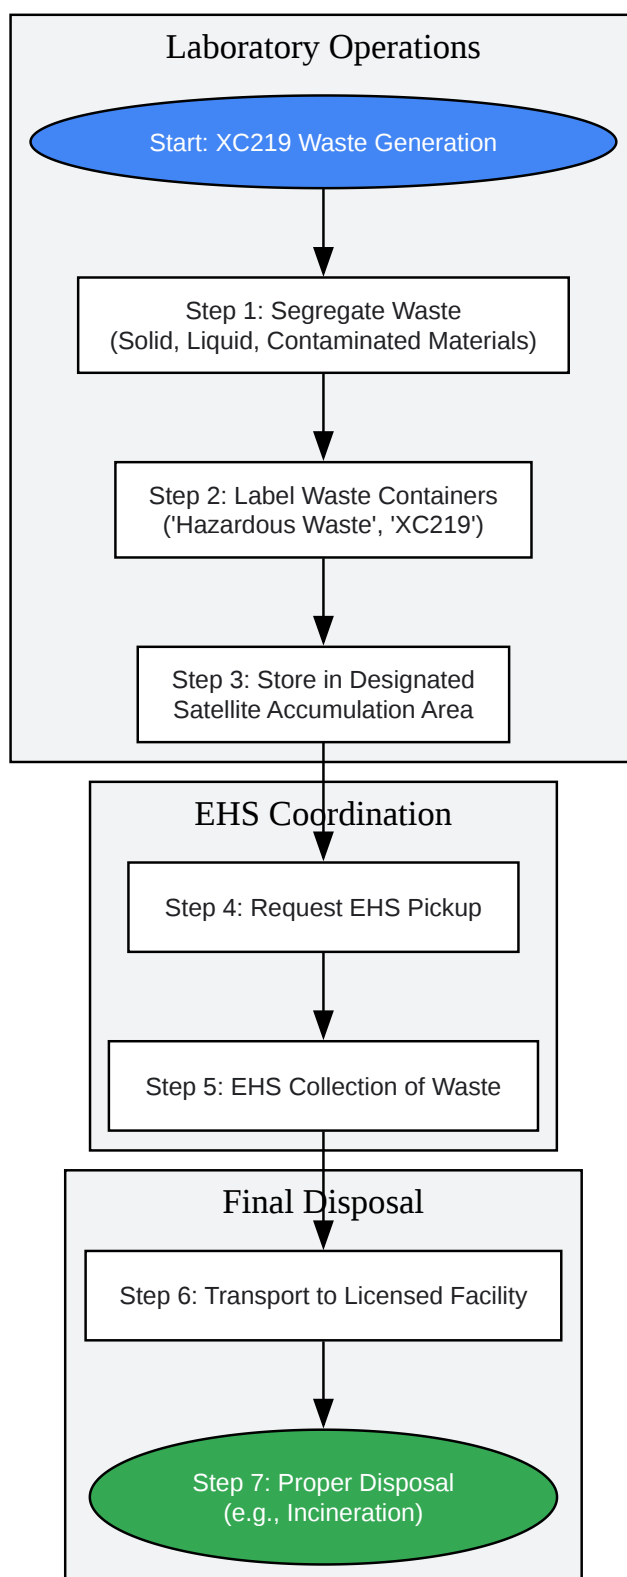 Laboratory Operations
Start: XC219 Waste Generation
Step 1: Segregate Waste
(Solid, Liquid, Contaminated Materials)
Step 2: Label Waste Containers
('Hazardous Waste', 'XC219')
Step 3: Store in Designated
Satellite Accumulation Area
EHS Coordination
Step 4: Request EHS Pickup
Step 5: EHS Collection of Waste
Final Disposal
Step 6: Transport to Licensed Facility
Step 7: Proper Disposal
(e.g., Incineration)